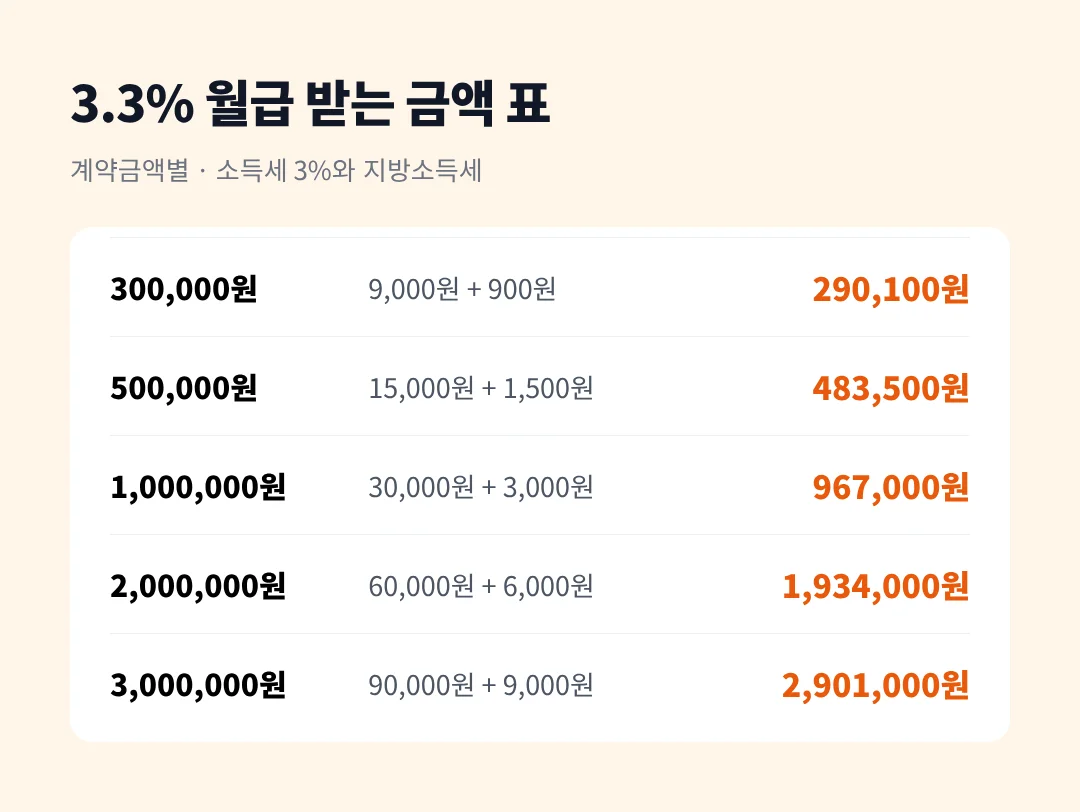 3.3% 월급 받는 금액 표
계약금액별 · 소득세 3%와 지방소득세
300,000원 9,000원 + 900원 290,100원
500,000원 15,000원 + 1,500원 483,500원
1,000,000원 30,000원 + 3,000원 967,000원
2,000,000원 60,000원 + 6,000원 1,934,000원
3,000,000원 90,000원 + 9,000원 2,901,000원